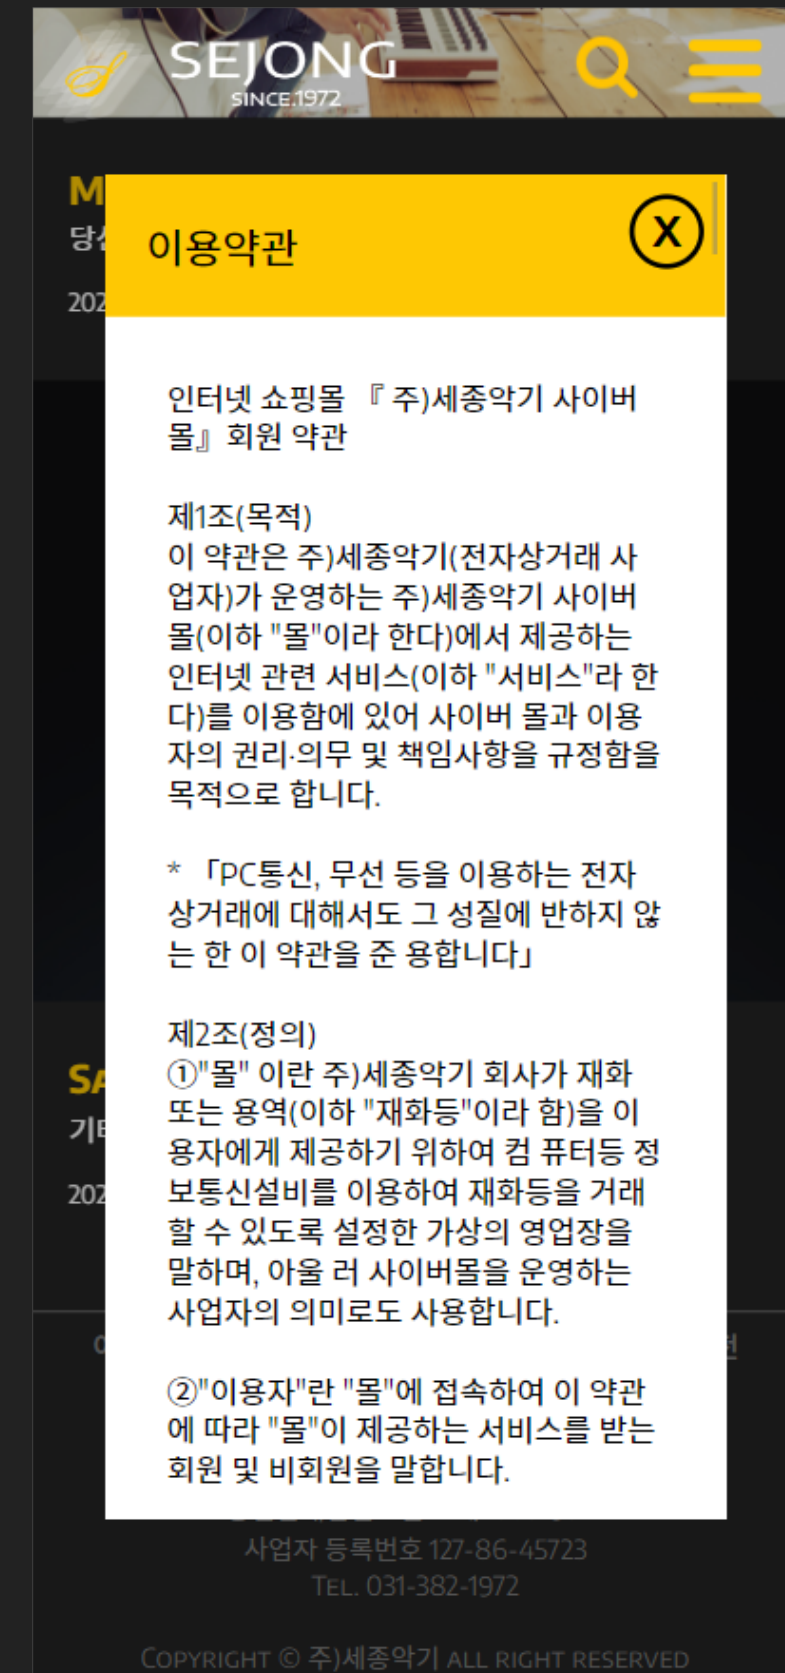 SEJONG
SINCE.1972
M
202
이용약관
X
인터넷 쇼핑몰 『 주)세종악기 사이버
몰』회원 약관
제1조(목적)
이 약관은 주)세종악기(전자상거래 사
업자)가 운영하는 주)세종악기 사이버
몰(이하 "몰"이라 한다)에서 제공하는
인터넷 관련 서비스(이하 "서비스"라 한
다)를 이용함에 있어 사이버 몰과 이용
자의 권리·의무 및 책임사항을 규정함을
목적으로 합니다.
* 「PC통신, 무선 등을 이용하는 전자
상거래에 대해서도 그 성질에 반하지 않
는 한 이 약관을 준 용합니다」
제2조(정의)
①"몰" 이란 주)세종악기 회사가 재화
또는 용역(이하 "재화등"이라 함)을 이
용자에게 제공하기 위하여 컴 퓨터등 정
보통신설비를 이용하여 재화등을 거래
할 수 있도록 설정한 가상의 영업장을
말하며, 아울 러 사이버몰을 운영하는
사업자의 의미로도 사용합니다.
②"이용자"란 "몰"에 접속하여 이 약관
에 따라 "몰"이 제공하는 서비스를 받는
회원 및 비회원을 말합니다.
202
사업자 등록번호 127-86-45723
TEL. 031-382-1972
COPYRIGHT © 주)세종악기 ALL RIGHT RESERVED